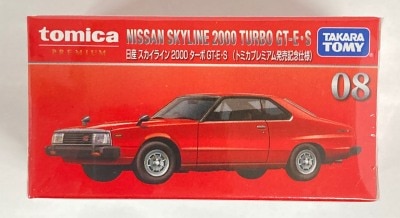 tomica
PREMIUM
NISSAN SKYLINE 2000 TURBO GT-E・S
日産 スカイライン 2000 ターボ GT-E・S (トミカプレミアム発売記念仕様)
TAKARA
TOMY
08